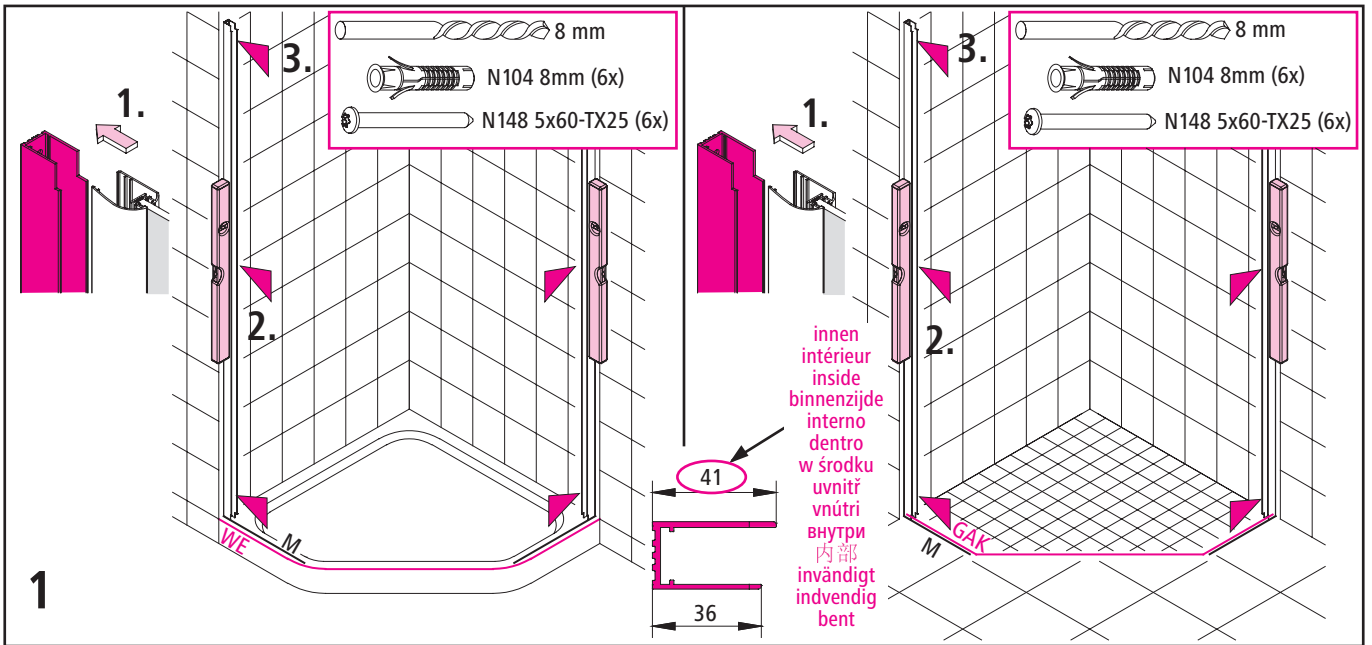 1.
3.
8 mm
N104 8mm (6x)
N148 5x60-TX25 (6x)
2.
WE
M
1
1.
3.
8 mm
N104 8mm (6x)
N148 5x60-TX25 (6x)
2.
innen
intérieur
inside
binnenzijde
interno
dentro
w środku
uvnitř
vnútri
внутри
内部
invändigt
indvendig
bent
41
36
GAK
M